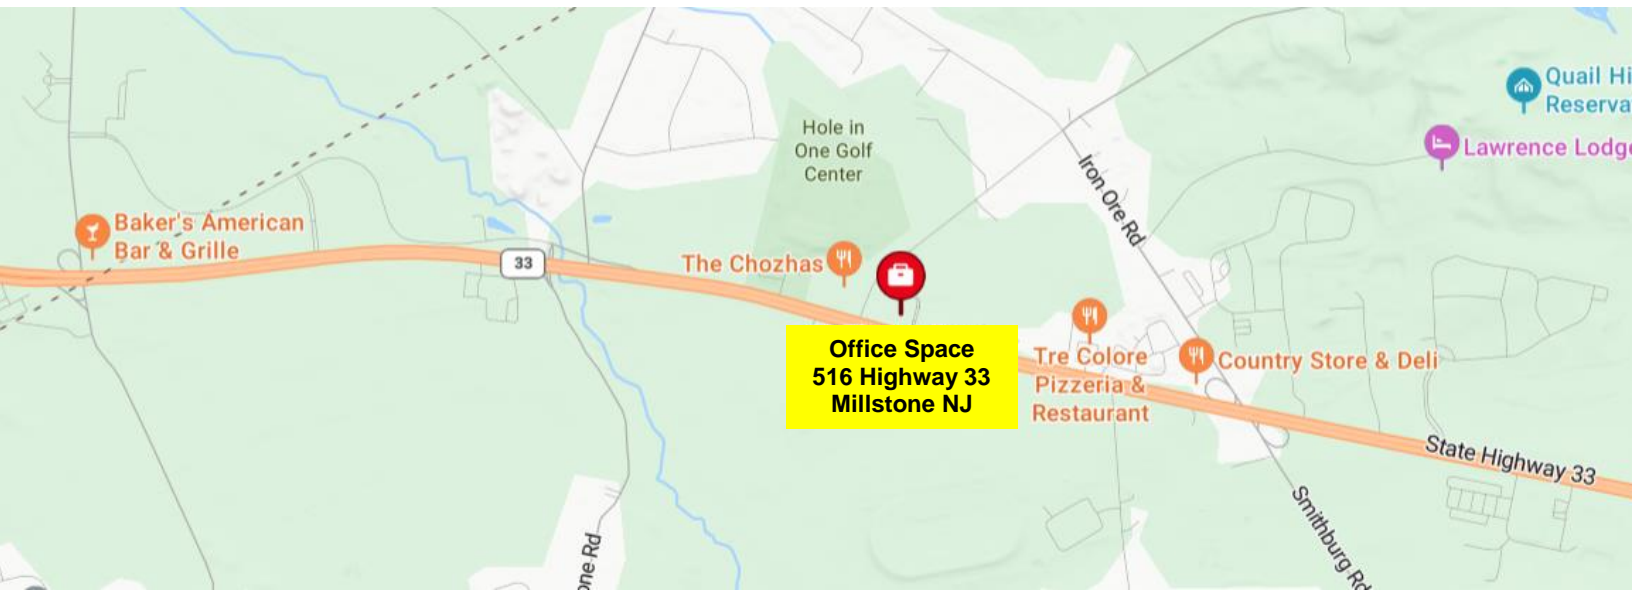 Quail Hi
Reserva
Lawrence Lodge
Hole in
One Golf
Center
Iron Ore Rd
Baker's American
Bar & Grille
33
The Chozhas
Office Space
516 Highway 33
Millstone NJ
Tre Colore
Pizzeria &
Restaurant
Country Store & Deli
State Highway 33
Smithburg Rd
one Rd